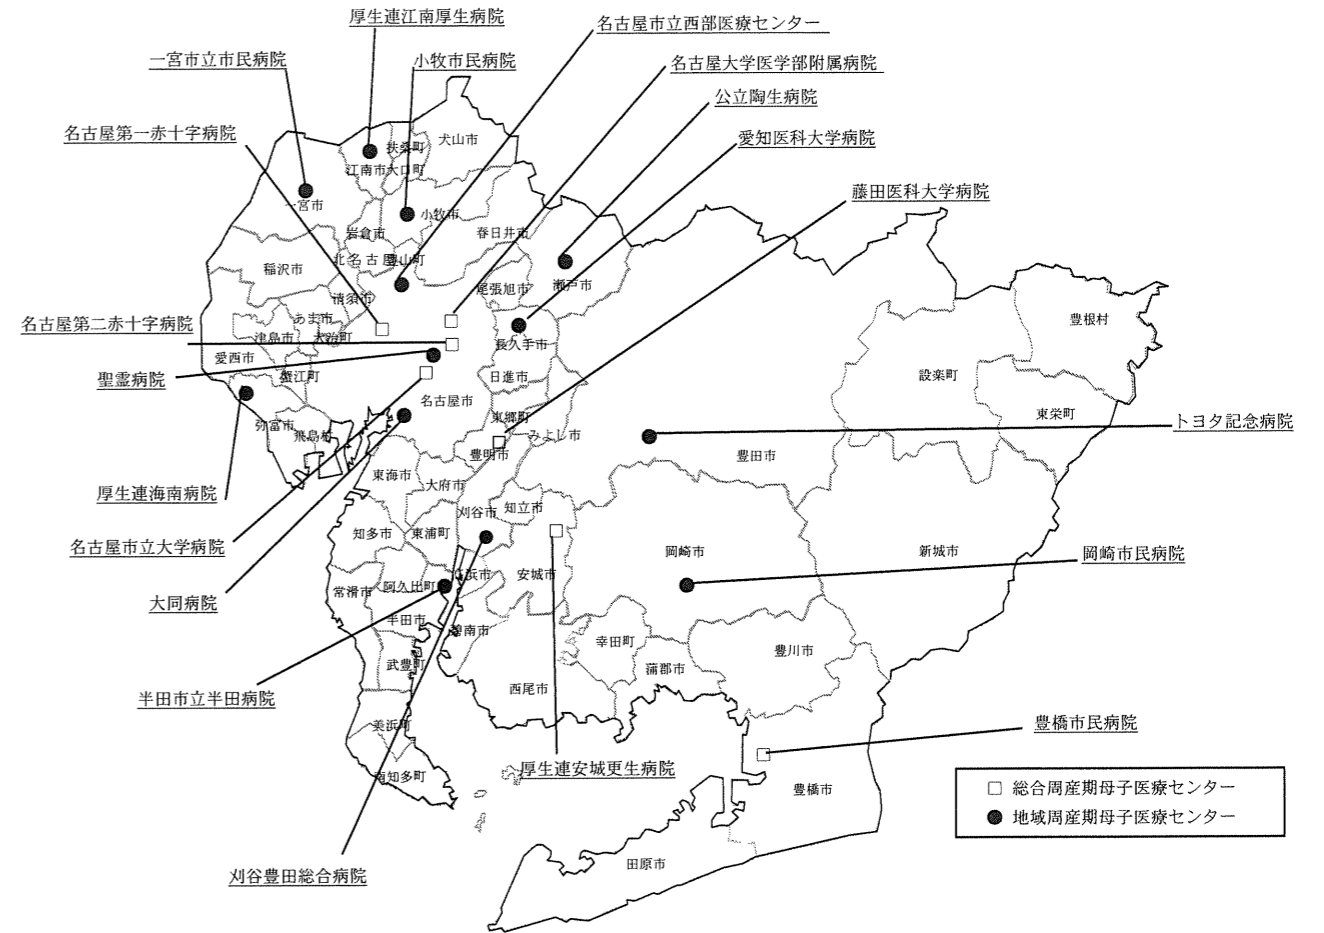 厚生連江南厚生病院
名古屋市立西部医療センター
一宮市立市民病院
小牧市民病院
名古屋大学医学部附属病院
公立陶生病院
名古屋第一赤十字病院
愛知医科大学病院
犬山市
扶桑町
江南市
大口町
藤田医科大学病院
一宮市
小牧市
岩倉市
春日井市
北名古屋
豊山町
稲沢市
瀬戸市
尾張旭市
清須市
あま市
豊根村
名古屋第二赤十字病院
津島市
大治町
長久手市
愛西市
聖霊病院
蟹江町
日進市
設楽町
名古屋市
東栄町
東郷町
トヨタ記念病院
弥富市
飛島村
みよし市
豊明市
豊田市
東海市
大府市
厚生連海南病院
知立市
刈谷市
知多市
東浦町
名古屋市立大学病院
岡崎市
新城市
岡崎市民病院
安城市
浜市
阿久比町
常滑市
大同病院
半田市
碧南市
幸田町
豊川市
武豊町
蒲郡市
西尾市
半田市立半田病院
美浜町
豊橋市民病院
厚生連安城更生病院
南知多町
豊橋市
□ 総合周産期母子医療センター
● 地域周産期母子医療センター
田原市
刈谷豊田総合病院